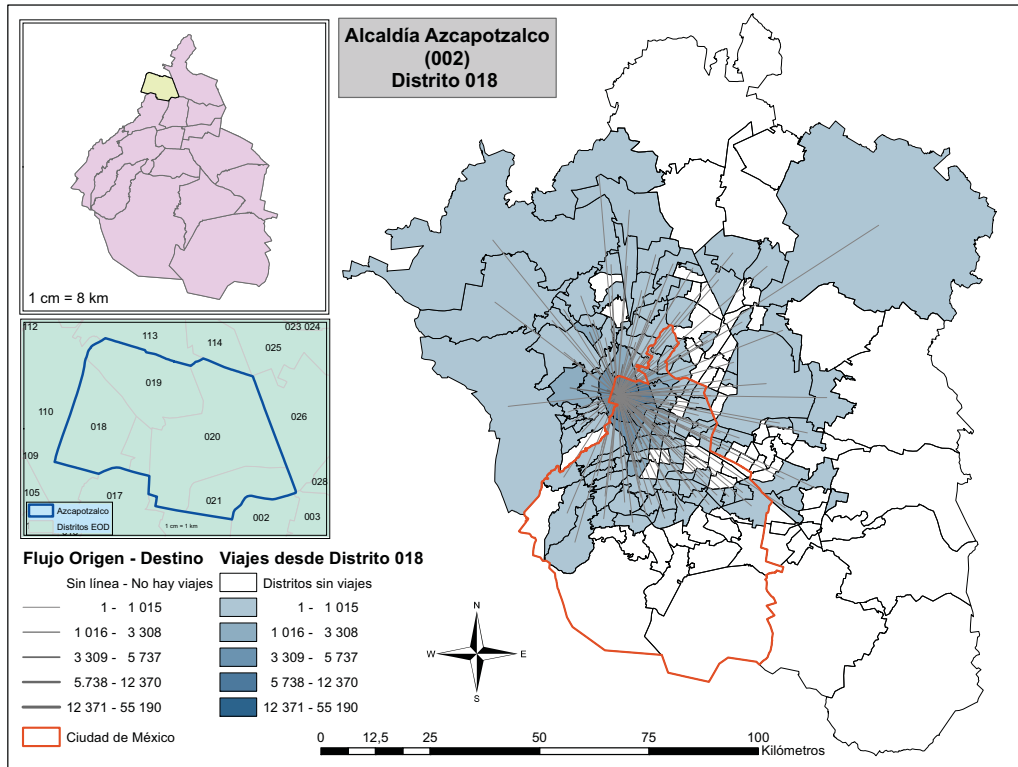 Alcaldía Azcapotzalco
(002)
Distrito 018
1 cm = 8 km
112
113
114
023 024
025
019
110
018
020
026
109
105
017
021
002
028
003
Azcapotzalco
Distritos EOD
1 cm = 1 km
Flujo Origen - Destino
Sin línea - No hay viajes
1 - 1 015
1 016 - 3 308
3 309 - 5 737
5.738 - 12 370
12 371 - 55 190
Ciudad de México
Viajes desde Distrito 018
Distritos sin viajes
1 - 1 015
1 016 - 3 308
3 309 - 5 737
5 738 - 12 370
12 371 - 55 190
N
W E
S
0 12,5 25 50 75 100
Kilómetros